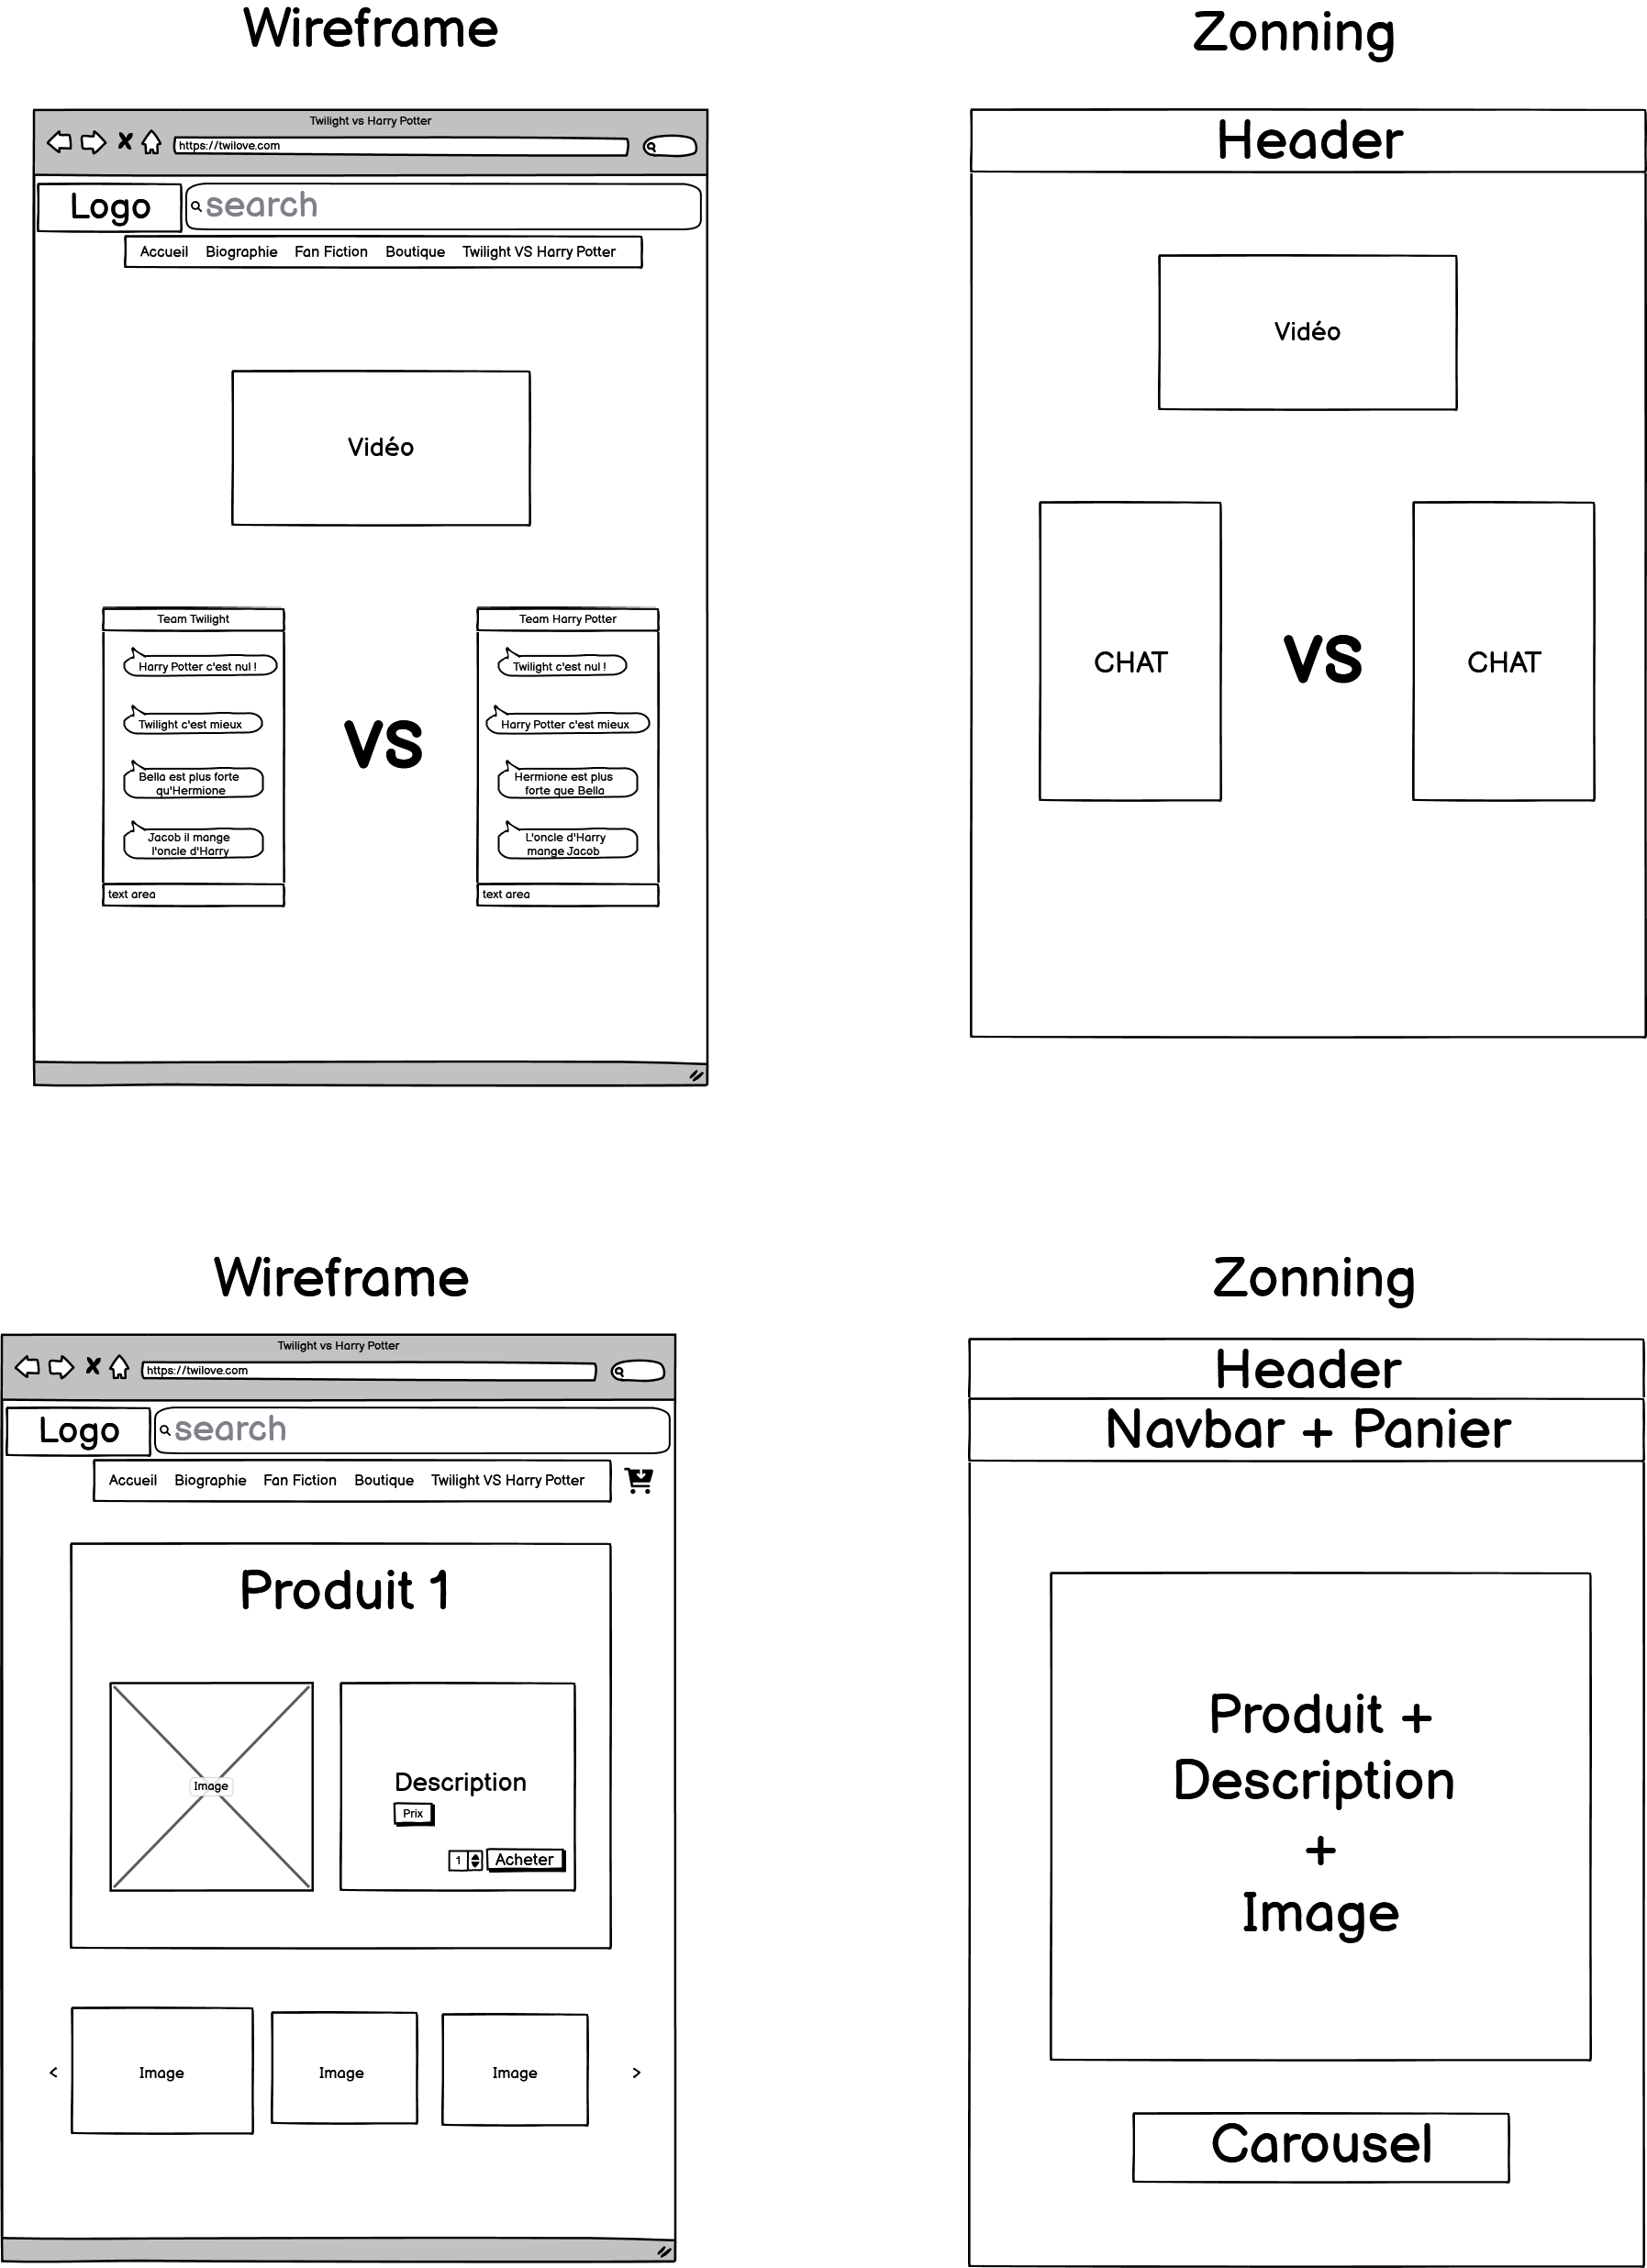 Wireframe
Zonning
Twilight vs Harry Potter
https://twilove.com
Logo
search
Accueil Biographie Fan Fiction Boutique Twilight VS Harry Potter
Vidéo
Team Twilight
Harry Potter c'est nul !
Twilight c'est mieux
Bella est plus forte
qu'Hermione
Jacob il mange
l'oncle d'Harry
text area
VS
Team Harry Potter
Twilight c'est nul !
Harry Potter c'est mieux
Hermione est plus
forte que Bella
L'oncle d'Harry
mange Jacob
text area
Header
Vidéo
CHAT
VS
CHAT
Wireframe
Zonning
Twilight vs Harry Potter
https://twilove.com
Logo
search
Accueil Biographie Fan Fiction Boutique Twilight VS Harry Potter
Produit 1
Image
Description
Prix
1
Acheter
< Image Image Image >
Header
Navbar + Panier
Produit +
Description
+
Image
Carousel